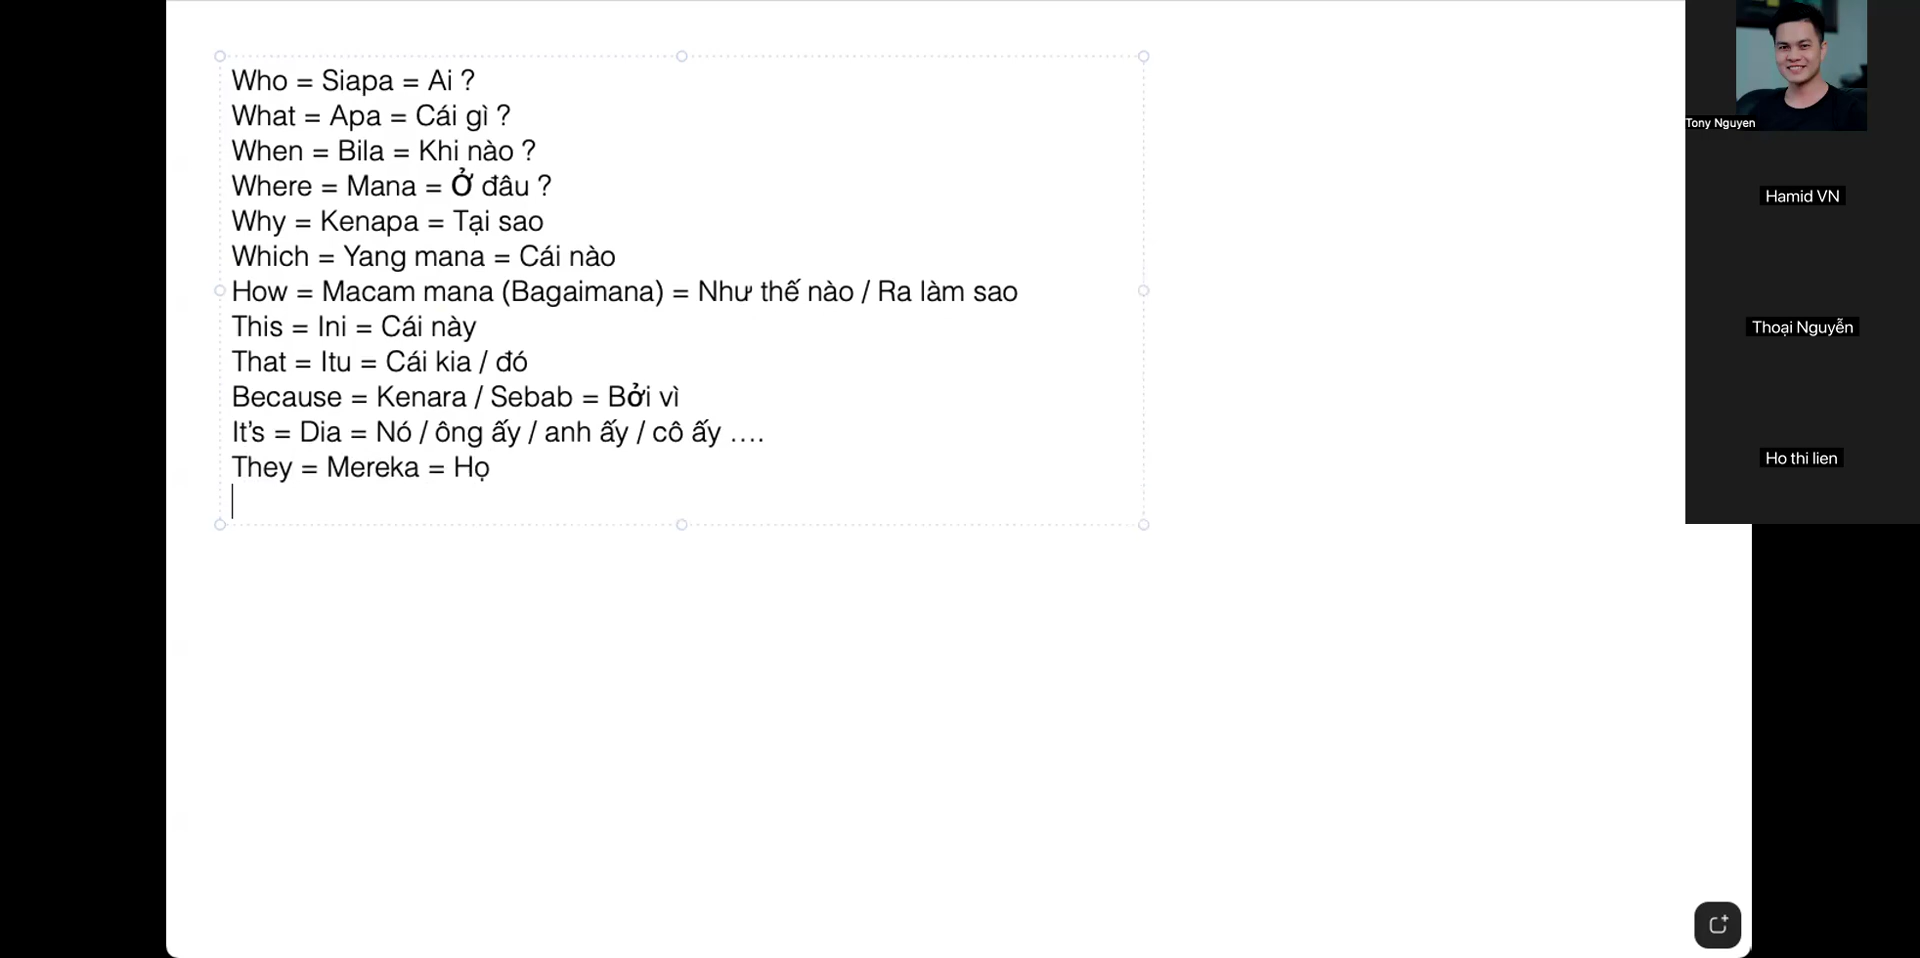 Who = Siapa = Ai ?
What = Apa = Cái gì ?
When = Bila = Khi nào ?
Where = Mana = Ở đâu ?
Why = Kenapa = Tại sao
Which = Yang mana = Cái nào
How = Macam mana (Bagaimana) = Như thế nào / Ra làm sao
This = Ini = Cái này
That = Itu = Cái kia / đó
Because = Kenara / Sebab = Bởi vì
It’s = Dia = Nó / ông ấy / anh ấy / cô ấy ....
They = Mereka = Họ
Tony Nguyen
Hamid VN
Thoại Nguyễn
Ho thi lien